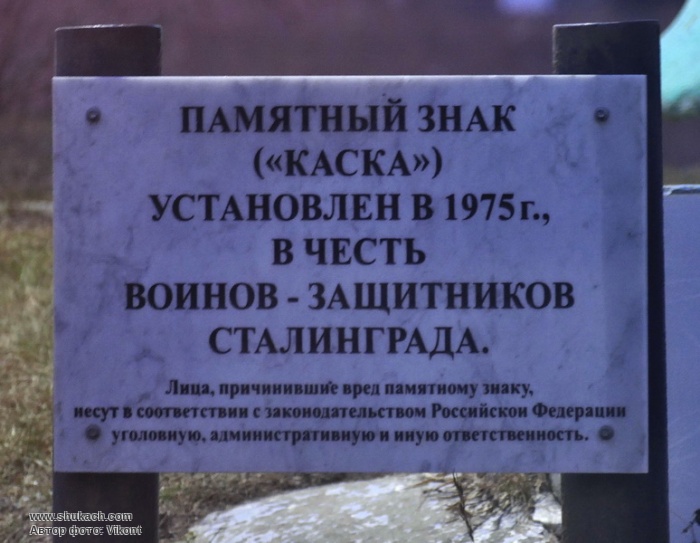 ПАМЯТНЫЙ ЗНАК
(«КАСКА»)
УСТАНОВЛЕН В 1975 г.,
В ЧЕСТЬ
ВОИНОВ - ЗАЩИТНИКОВ
СТАЛИНГРАДА.
Лица, причинившие вред памятному знаку,
несут в соответствии с законодательством Российской Федерации
уголовную, административную и иную ответственность.
www.shukach.com
Автор фото: Vikont